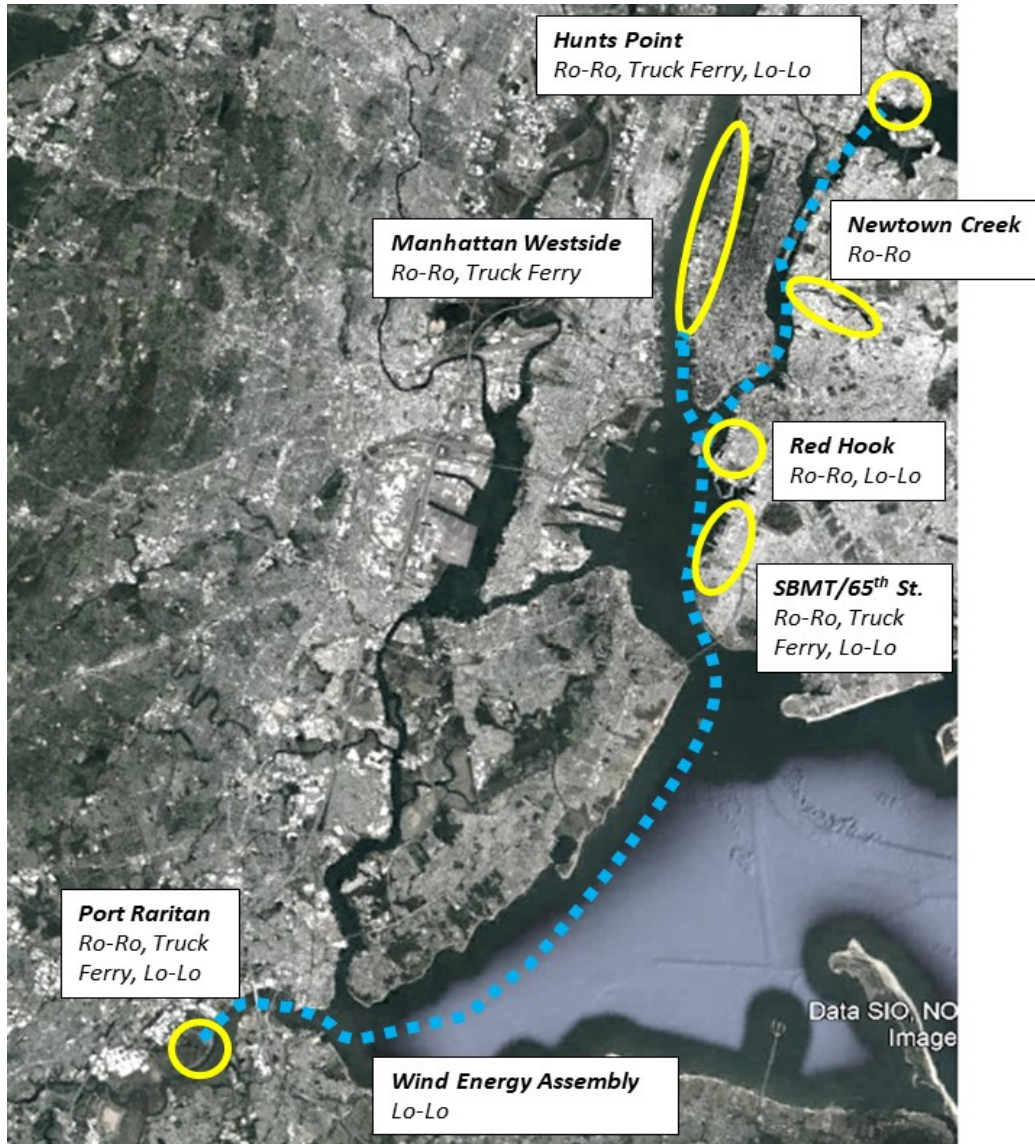 Hunts Point
Ro-Ro, Truck Ferry, Lo-Lo
Manhattan Westside
Ro-Ro, Truck Ferry
Newtown Creek
Ro-Ro
Red Hook
Ro-Ro, Lo-Lo
SBMT/65th St.
Ro-Ro, Truck
Ferry, Lo-Lo
Port Raritan
Ro-Ro, Truck
Ferry, Lo-Lo
Data SIO, NO
Image
Wind Energy Assembly
Lo-Lo